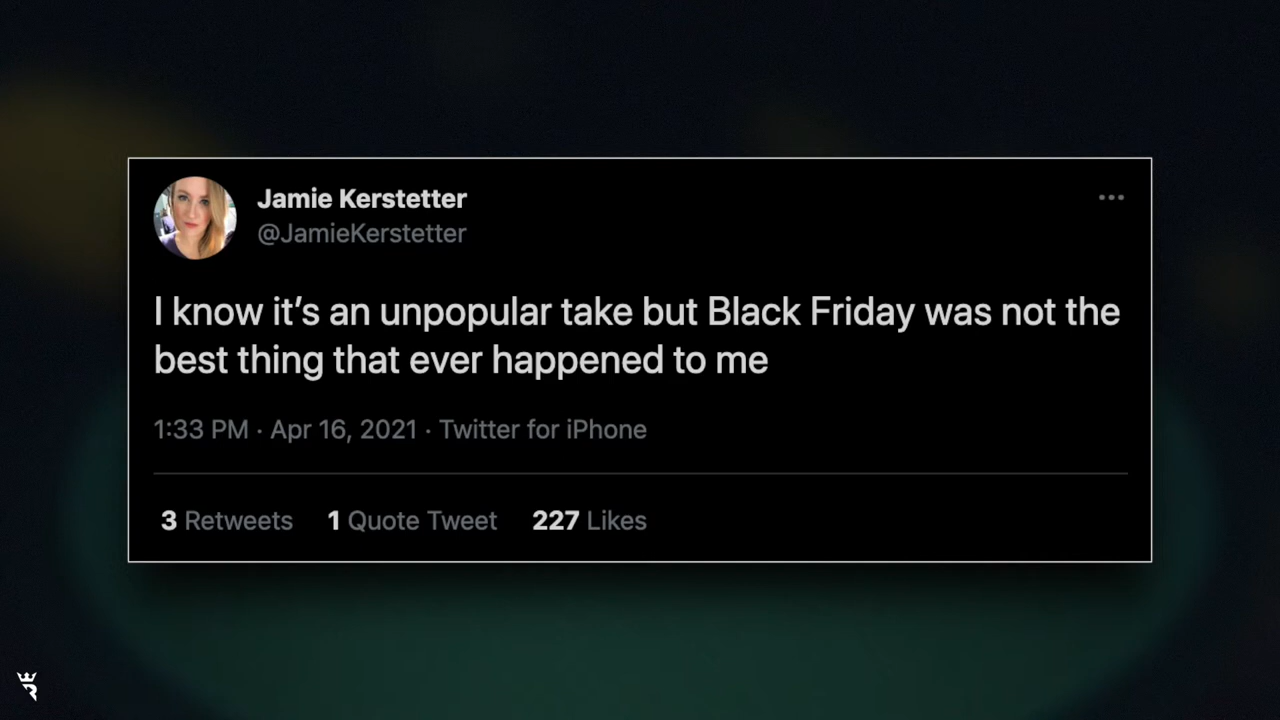 Jamie Kerstetter
@JamieKerstetter
I know it’s an unpopular take but Black Friday was not the
best thing that ever happened to me
1:33 PM · Apr 16, 2021 · Twitter for iPhone
3 Retweets 1 Quote Tweet 227 Likes